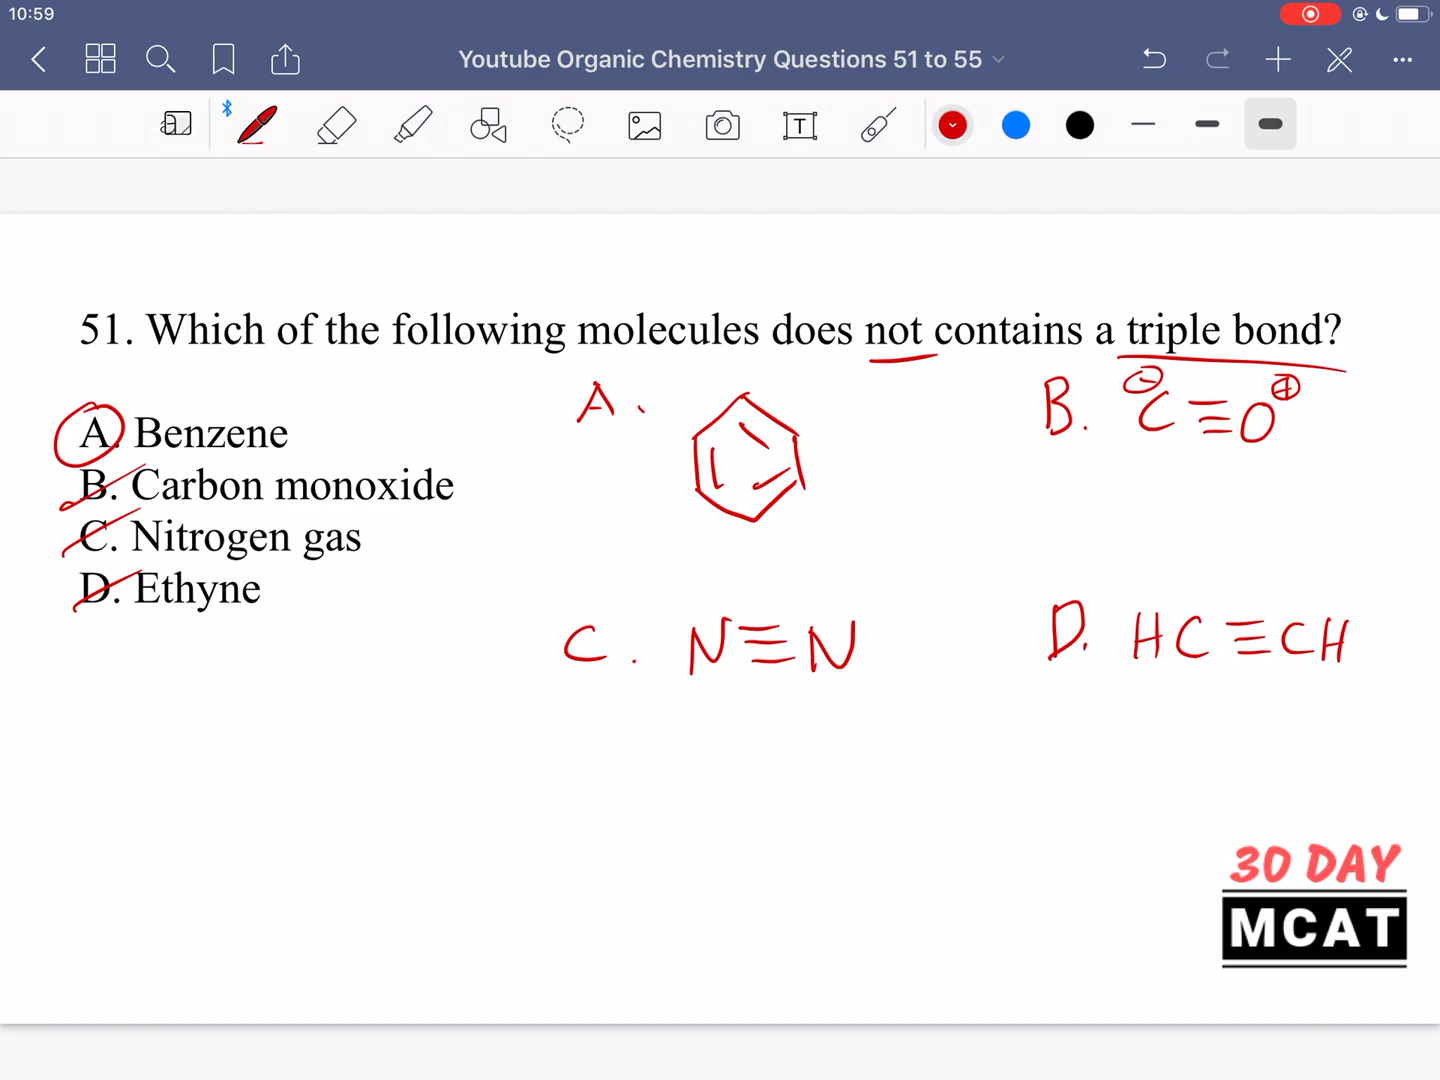 10:59
Youtube Organic Chemistry Questions 51 to 55
T
51. Which of the following molecules does not contains a triple bond?
A. Benzene
B. Carbon monoxide
C. Nitrogen gas
D. Ethyne
A.
B. ⊖C≡O⊕
C. N≡N
D. HC≡CH
30 DAY
MCAT